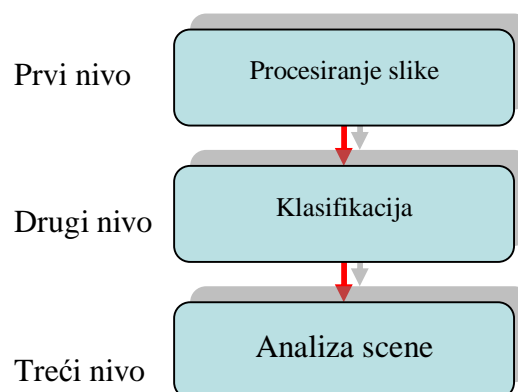 Prvi nivo
Procesiranje slike
Drugi nivo
Klasifikacija
Treći nivo
Analiza scene